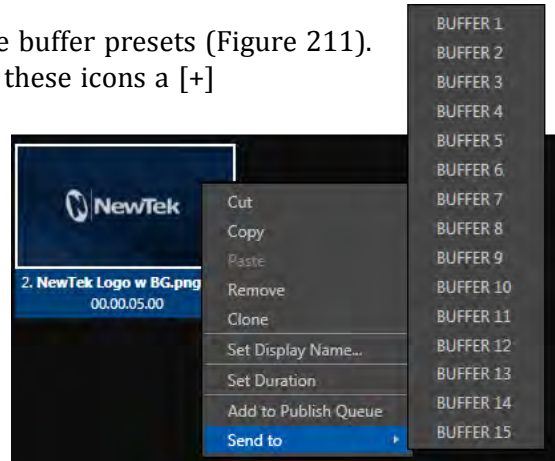 e buffer presets (Figure 211).
these icons a [+]
NewTek
2. NewTek Logo w BG.png
00.00.05.00
Cut
Copy
Paste
Remove
Clone
Set Display Name...
Set Duration
Add to Publish Queue
Send to
BUFFER 1
BUFFER 2
BUFFER 3
BUFFER 4
BUFFER 5
BUFFER 6
BUFFER 7
BUFFER 8
BUFFER 9
BUFFER 10
BUFFER 11
BUFFER 12
BUFFER 13
BUFFER 14
BUFFER 15